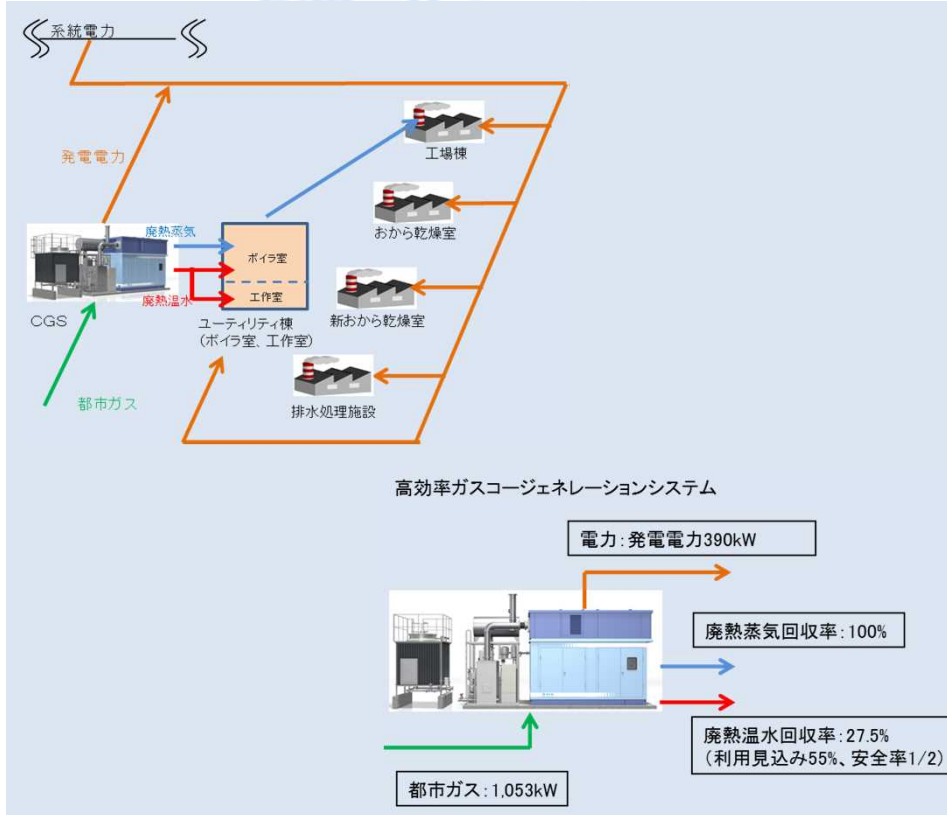 系統電力
発電電力
工場棟
廃熱蒸気
ボイラ室
おから乾燥室
廃熱温水
工作室
CGS
ユーティリティ棟
(ボイラ室、工作室)
新おから乾燥室
都市ガス
排水処理施設
高効率ガスコージェネレーションシステム
電力:発電電力390kW
廃熱蒸気回収率:100%
廃熱温水回収率:27.5%
(利用見込み55%、安全率1/2)
都市ガス:1,053kW